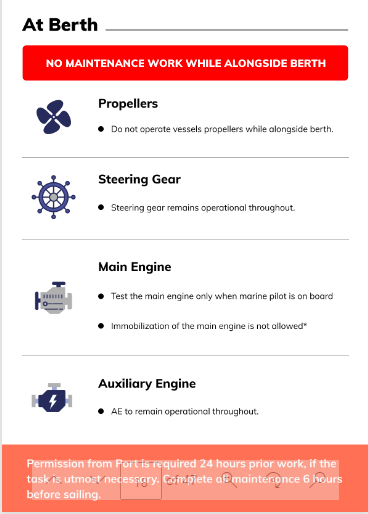 At Berth
NO MAINTENANCE WORK WHILE ALONGSIDE BERTH
Propellers
Do not operate vessels propellers while alongside berth.
Steering Gear
Steering gear remains operational throughout.
Main Engine
Test the main engine only when marine pilot is on board
Immobilization of the main engine is not allowed*
Auxiliary Engine
AE to remain operational throughout.
Permission from Port is required 24 hours prior work, if the
task is utmost necessary. Complete all maintenance 6 hours
before sailing.
of 47